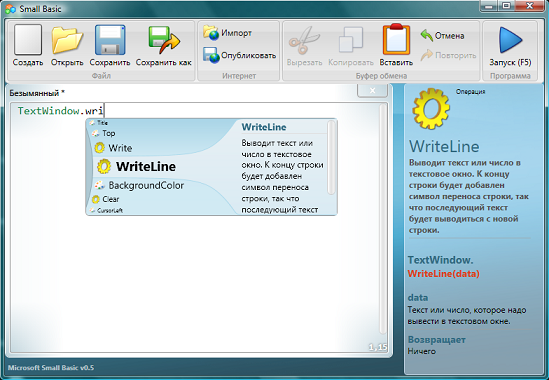 Small Basic
Создать
Открыть
Сохранить
Сохранить как
Файл
Импорт
Опубликовать
Интернет
Вырезать
Копировать
Вставить
Отмена
Повторить
Буфер обмена
Запуск (F5)
Программа
Безымянный *
TextWindow.wri
Title
Top
Write
WriteLine
BackgroundColor
Clear
CursorLeft
WriteLine
Выводит текст или
число в текстовое
окно. К концу строки
будет добавлен
символ переноса
строки, так что
последующий текст
1,15
Операция
WriteLine
Выводит текст или число в
текстовое окно. К концу
строки будет добавлен
символ переноса строки, так
что последующий текст
будет выводиться с новой
строки.
TextWindow.
WriteLine(data)
data
Текст или число, которое надо
вывести в текстовом окне.
Возвращает
Ничего
Microsoft Small Basic v0.5